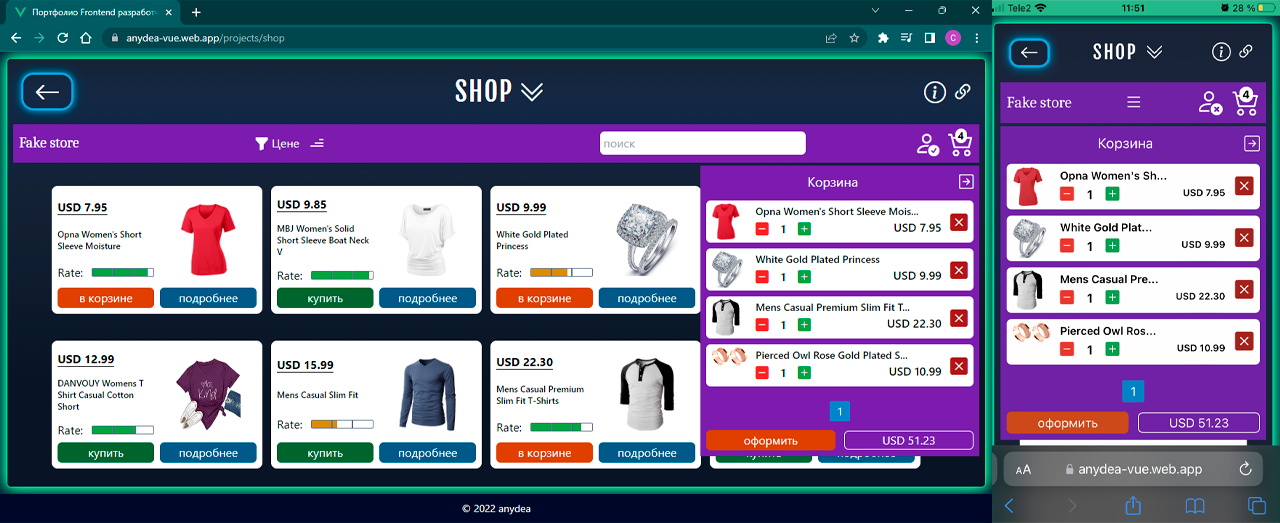 Портфолио Frontend разработ
anydea-vue.web.app/projects/shop
C
SHOP
Fake store
Цене
поиск
4
USD 7.95
Opna Women's Short
Sleeve Moisture
Rate:
в корзине
подробнее
USD 9.85
MBJ Women's Solid
Short Sleeve Boat Neck
V
Rate:
купить
подробнее
USD 9.99
White Gold Plated
Princess
Rate:
в корзине
подробнее
USD 12.99
DANVOUY Womens T
Shirt Casual Cotton
Short
Rate:
купить
подробнее
USD 15.99
Mens Casual Slim Fit
Rate:
купить
подробнее
USD 22.30
Mens Casual Premium
Slim Fit T-Shirts
Rate:
в корзине
подробнее
купить
подробнее
Корзина
Opna Women's Short Sleeve Mois...
1
USD 7.95
White Gold Plated Princess
1
USD 9.99
Mens Casual Premium Slim Fit T...
1
USD 22.30
Pierced Owl Rose Gold Plated S...
1
USD 10.99
1
оформить
USD 51.23
© 2022 anydea
Tele2
11:51
28 %
SHOP
Fake store
4
Корзина
Opna Women's Sh...
1
USD 7.95
White Gold Plat...
1
USD 9.99
Mens Casual Pre...
1
USD 22.30
Pierced Owl Ros...
1
USD 10.99
1
оформить
USD 51.23
AA
anydea-vue.web.app